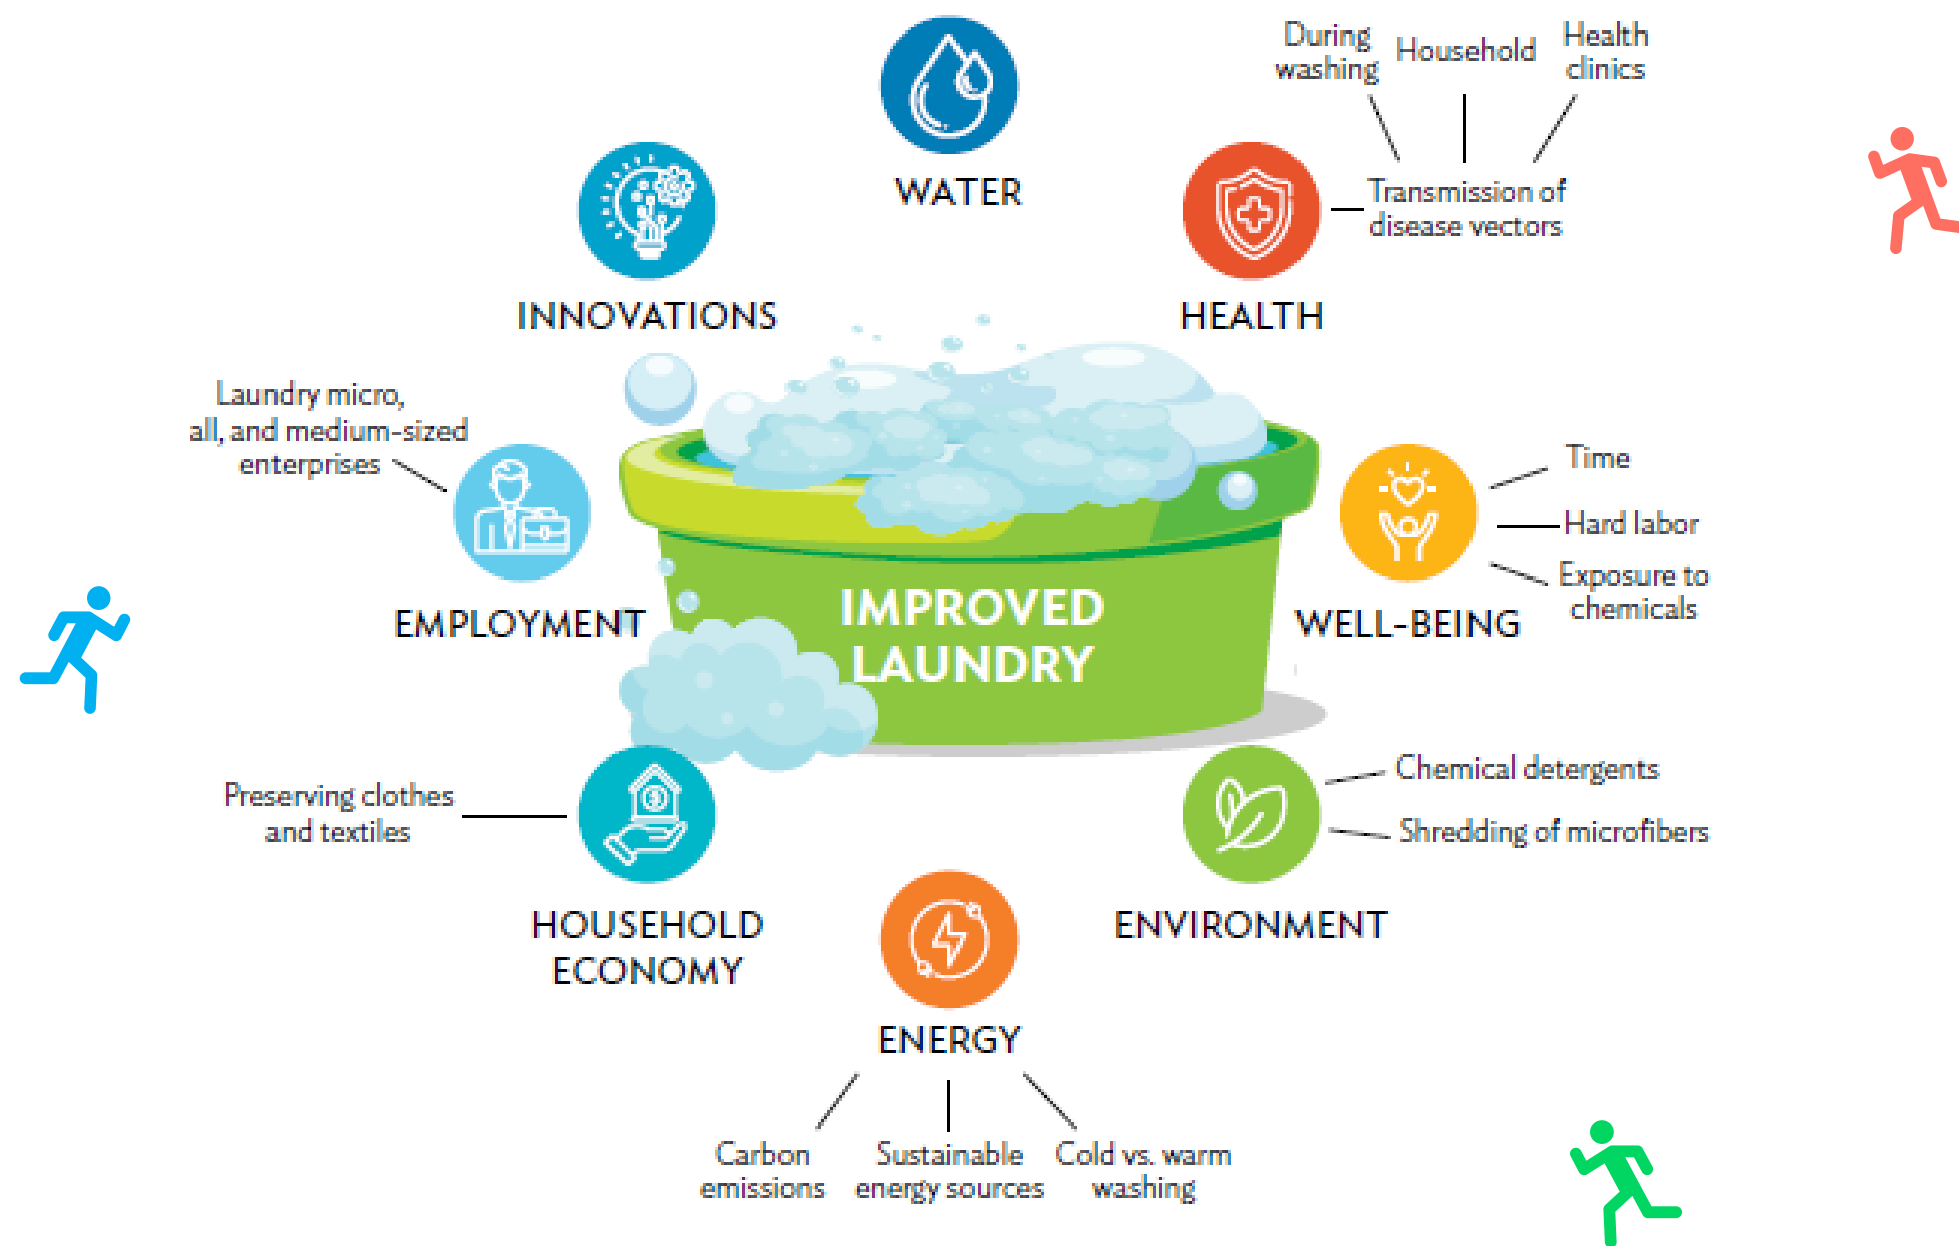 WATER
During
washing
Household
Health
clinics
Transmission of
disease vectors
HEALTH
INNOVATIONS
Laundry micro,
all, and medium-sized
enterprises
EMPLOYMENT
IMPROVED
LAUNDRY
Time
Hard labor
Exposure to
chemicals
WELL-BEING
Preserving clothes
and textiles
HOUSEHOLD
ECONOMY
Chemical detergents
Shredding of microfibers
ENVIRONMENT
ENERGY
Carbon
emissions
Sustainable
energy sources
Cold vs. warm
washing